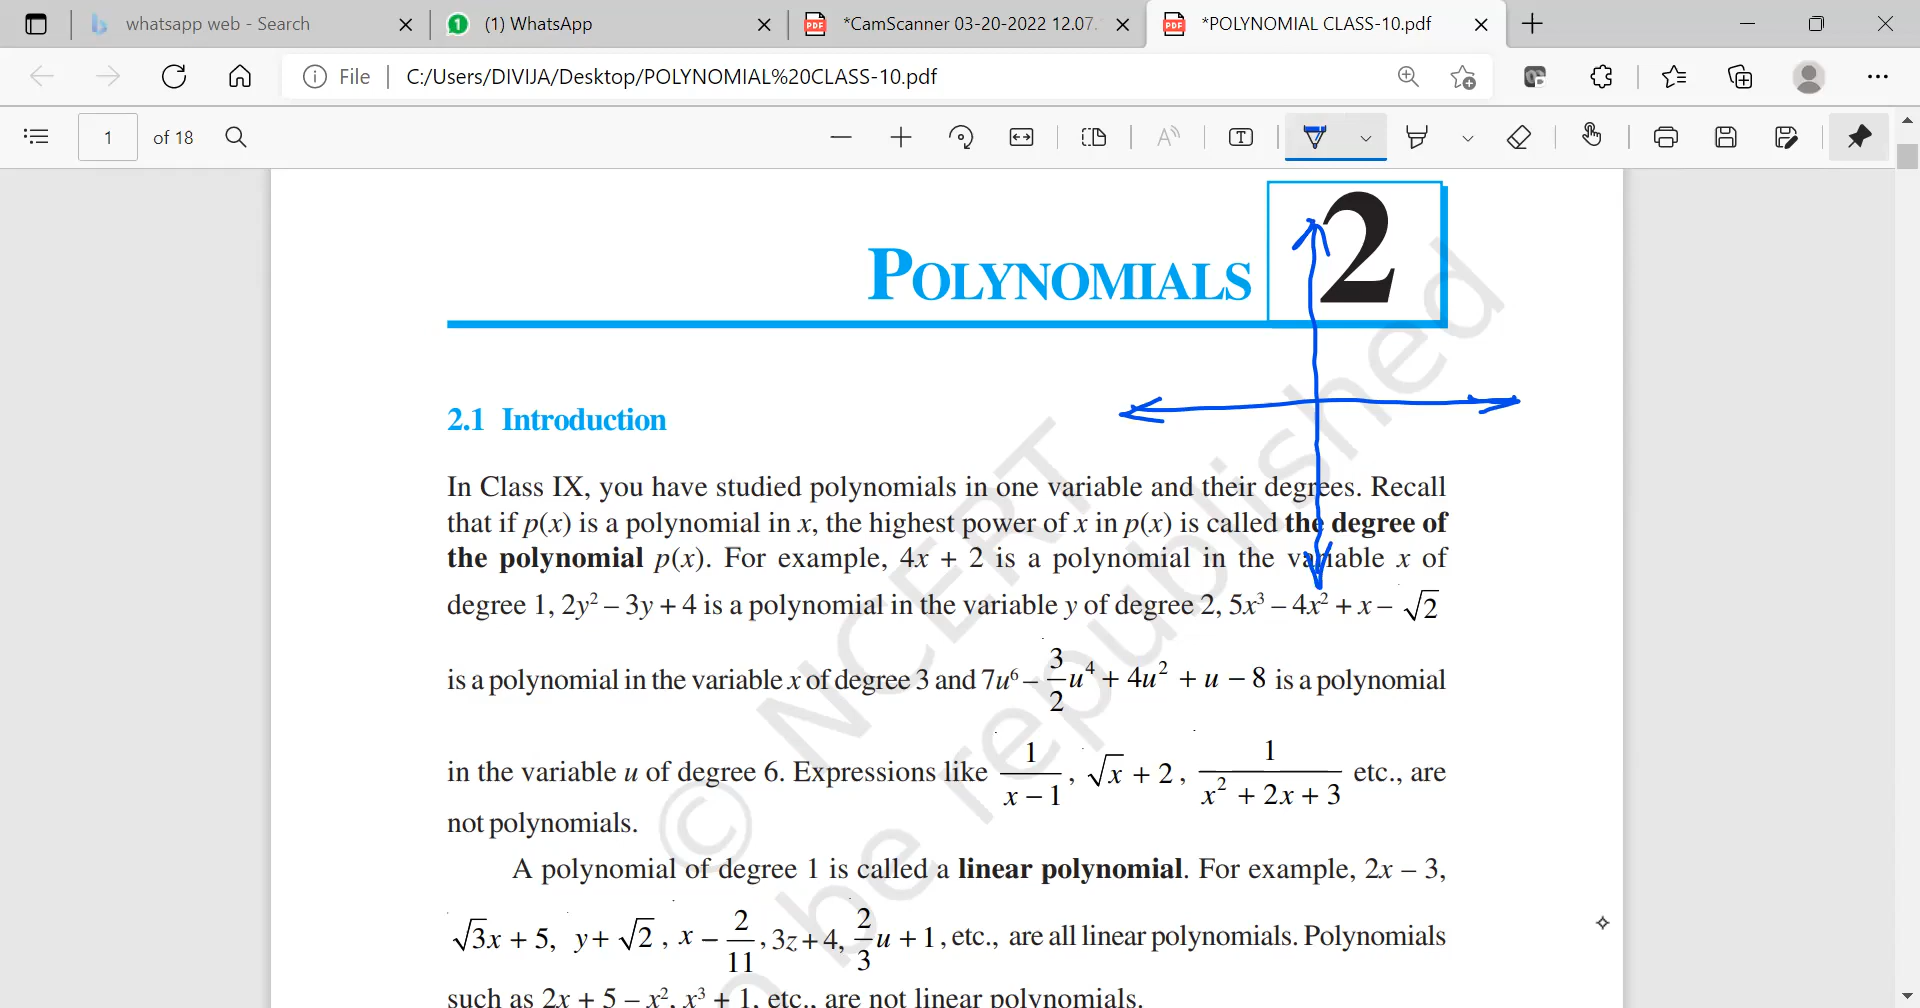 whatsapp web - Search
(1) WhatsApp
*CamScanner 03-20-2022 12.07.
*POLYNOMIAL CLASS-10.pdf
File | C:/Users/DIVIJA/Desktop/POLYNOMIAL%20CLASS-10.pdf
1 of 18
2
POLYNOMIALS
2.1 Introduction
In Class IX, you have studied polynomials in one variable and their degrees. Recall
that if p(x) is a polynomial in x, the highest power of x in p(x) is called the degree of
the polynomial p(x). For example, 4x + 2 is a polynomial in the variable x of
degree 1, 2y² – 3y + 4 is a polynomial in the variable y of degree 2, 5x³ – 4x² + x – √2
is a polynomial in the variable x of degree 3 and 7u⁶ – 3/2 u⁴ + 4u² + u – 8 is a polynomial
in the variable u of degree 6. Expressions like 1/(x – 1), √x + 2, 1/(x² + 2x + 3) etc., are
not polynomials.
A polynomial of degree 1 is called a linear polynomial. For example, 2x – 3,
√3x + 5, y + √2, x – 2/11, 3z + 4, 2/3 u + 1, etc., are all linear polynomials. Polynomials
such as 2x + 5 – x², x³ + 1, etc., are not linear polynomials.
© NCERT
be republished